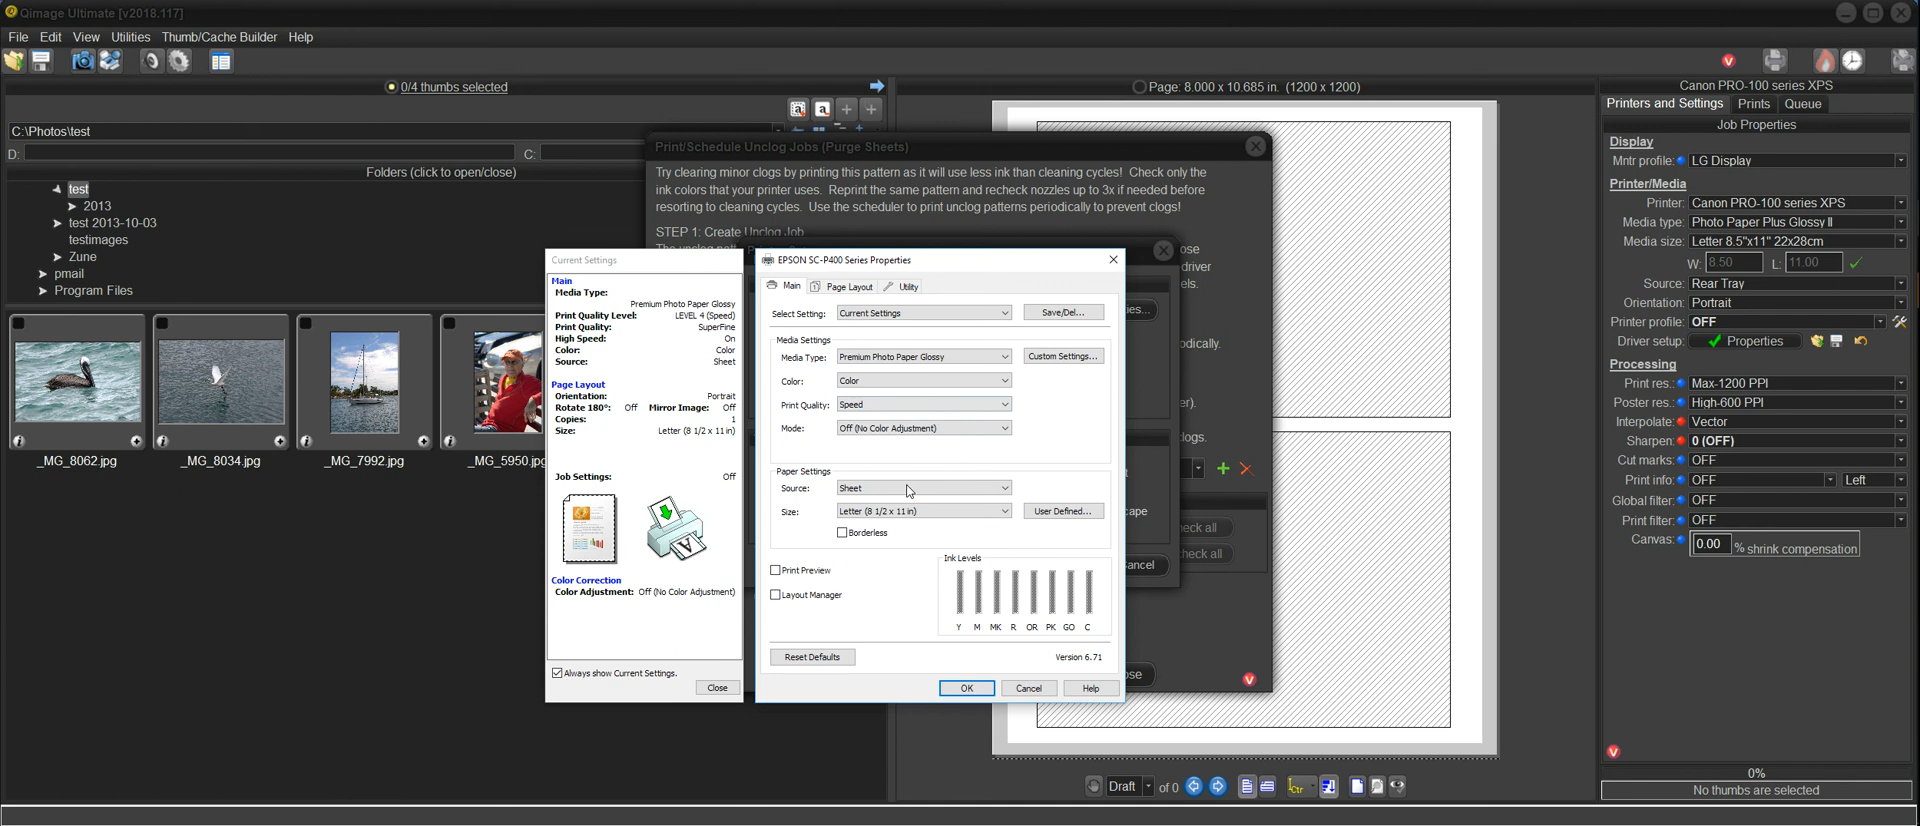 Qimage Ultimate [v2018.117]
File Edit View Utilities Thumb/Cache Builder Help
0/4 thumbs selected
C:\Photos\test
D:
C:
Folders (click to open/close)
test
2013
test 2013-10-03
testimages
Zune
pmail
Program Files
_MG_8062.jpg
_MG_8034.jpg
_MG_7992.jpg
_MG_5950.jpg
Page: 8.000 x 10.685 in. (1200 x 1200)
Print/Schedule Unclog Jobs (Purge Sheets)
Try clearing minor clogs by printing this pattern as it will use less ink than cleaning cycles! Check only the
ink colors that your printer uses. Reprint the same pattern and recheck nozzles up to 3x if needed before
resorting to cleaning cycles. Use the scheduler to print unclog patterns periodically to prevent clogs!
STEP 1: Create Unclog Job
ose
driver
els.
ies...
odically.
er).
logs.
t
cape
eck all
heck all
ancel
ose
Current Settings
Main
Media Type:
Premium Photo Paper Glossy
Print Quality Level: LEVEL 4 (Speed)
Print Quality: SuperFine
High Speed: On
Color: Color
Source: Sheet
Page Layout
Orientation: Portrait
Rotate 180°: Off Mirror Image: Off
Copies: 1
Size: Letter (8 1/2 x 11 in)
Job Settings: Off
Color Correction
Color Adjustment: Off (No Color Adjustment)
Always show Current Settings.
Close
EPSON SC-P400 Series Properties
Main Page Layout Utility
Select Setting: Current Settings Save/Del...
Media Settings
Media Type: Premium Photo Paper Glossy Custom Settings...
Color: Color
Print Quality: Speed
Mode: Off (No Color Adjustment)
Paper Settings
Source: Sheet
Size: Letter (8 1/2 x 11 in) User Defined...
Borderless
Print Preview
Layout Manager
Ink Levels
Y M MK R OR PK GO C
Reset Defaults Version 6.71
OK Cancel Help
Draft of 0
Ctr
Canon PRO-100 series XPS
Printers and Settings Prints Queue
Job Properties
Display
Mntr profile: LG Display
Printer/Media
Printer: Canon PRO-100 series XPS
Media type: Photo Paper Plus Glossy II
Media size: Letter 8.5"x11" 22x28cm
W: 8.50 L: 11.00
Source: Rear Tray
Orientation: Portrait
Printer profile: OFF
Driver setup: Properties
Processing
Print res.: Max-1200 PPI
Poster res.: High-600 PPI
Interpolate: Vector
Sharpen: 0 (OFF)
Cut marks: OFF
Print info: OFF Left
Global filter: OFF
Print filter: OFF
Canvas: 0.00 % shrink compensation
0%
No thumbs are selected